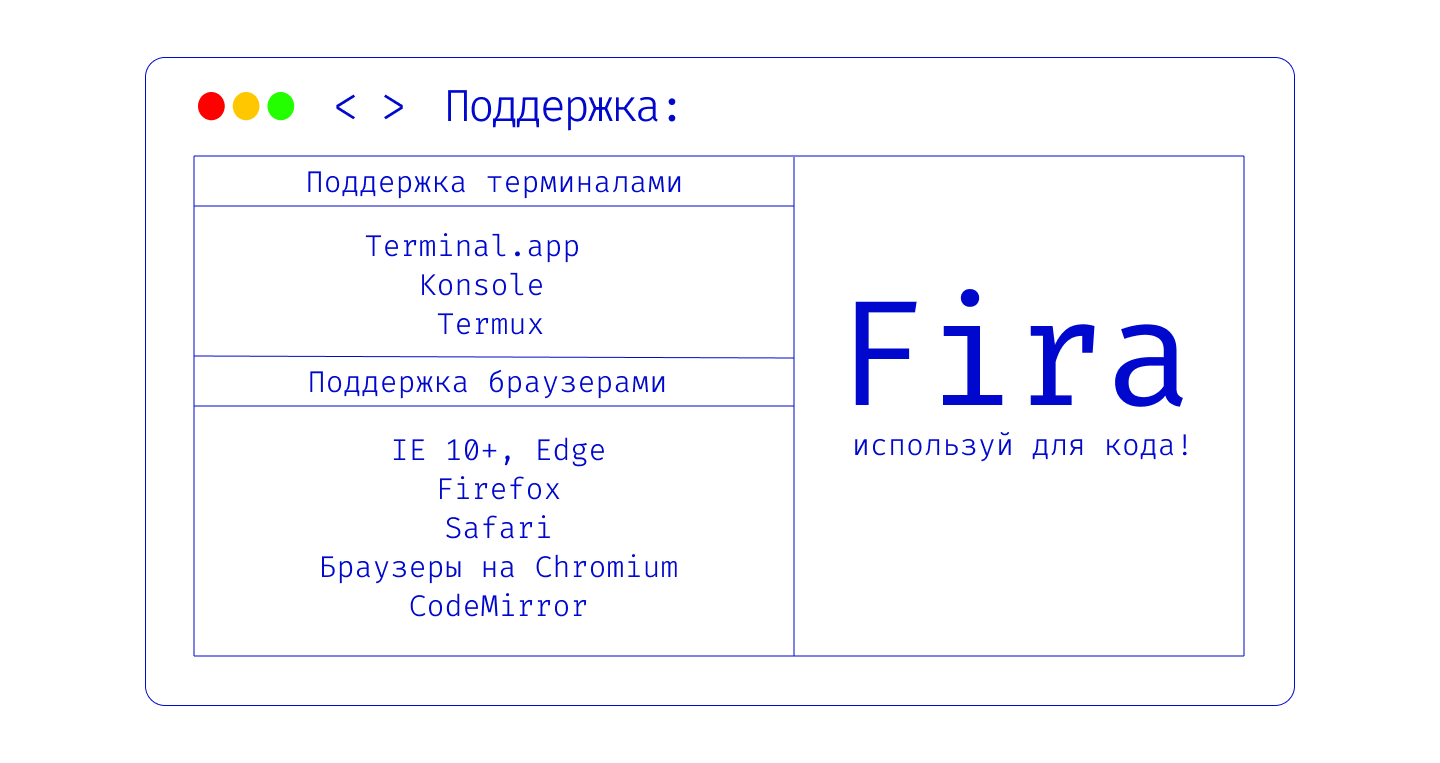 < > Поддержка:
Поддержка терминалами
Terminal.app
Konsole
Termux
Поддержка браузерами
IE 10+, Edge
Firefox
Safari
Браузеры на Chromium
CodeMirror
Fira
используй для кода!